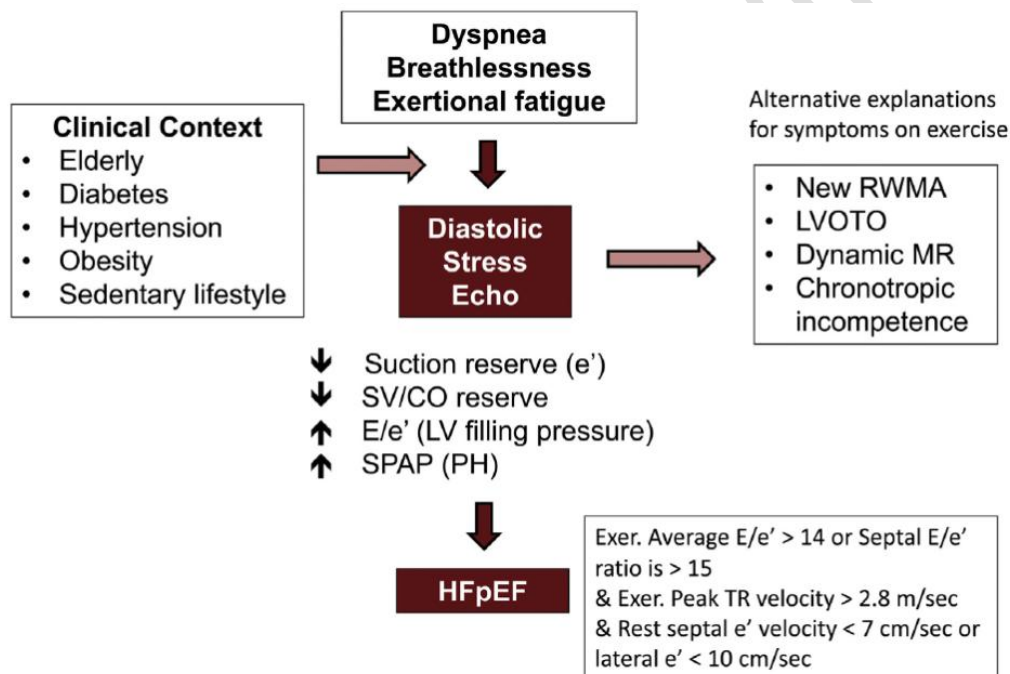 Dyspnea
Breathlessness
Exertional fatigue
Clinical Context
• Elderly
• Diabetes
• Hypertension
• Obesity
• Sedentary lifestyle
Diastolic
Stress
Echo
Alternative explanations
for symptoms on exercise
• New RWMA
• LVOTO
• Dynamic MR
• Chronotropic
incompetence
↓ Suction reserve (e’)
↓ SV/CO reserve
↑ E/e’ (LV filling pressure)
↑ SPAP (PH)
HFpEF
Exer. Average E/e’ > 14 or Septal E/e’
ratio is > 15
& Exer. Peak TR velocity > 2.8 m/sec
& Rest septal e’ velocity < 7 cm/sec or
lateral e’ < 10 cm/sec